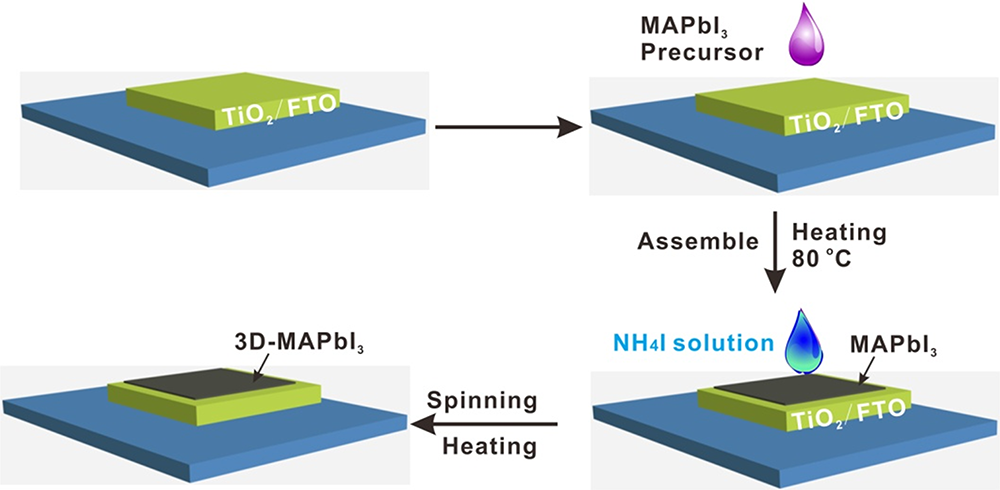 TiO₂/FTO
MAPbI₃
Precursor
TiO₂/FTO
Assemble
Heating
80 °C
NH₄I solution
MAPbI₃
TiO₂/FTO
3D-MAPbI₃
Spinning
Heating